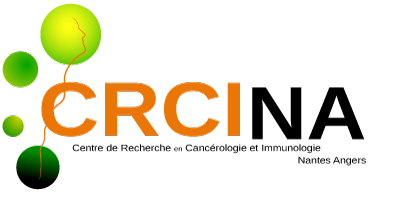 CRCINA
Centre de Recherche en Cancérologie et Immunologie
Nantes Angers